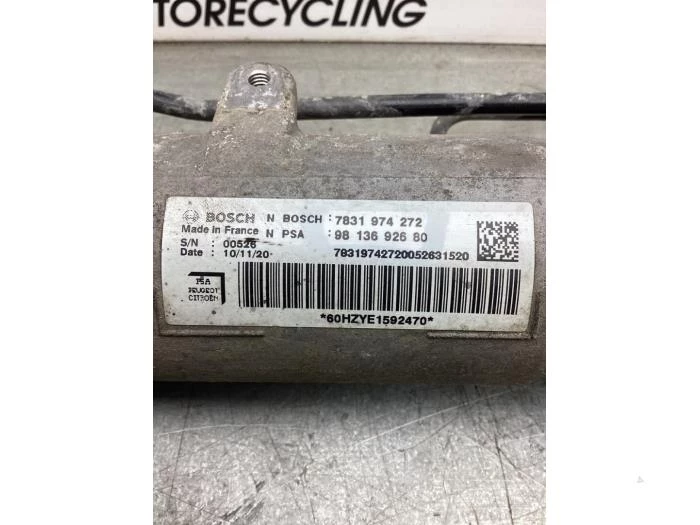 TORECYCLING
BOSCH N BOSCH : 7831 974 272
Made in France N PSA : 98 136 926 80
S/N : 00526
Date : 10/11/20 78319742720052631520
PSA
PEUGEOT
CITROËN
*60HZYE1592470*